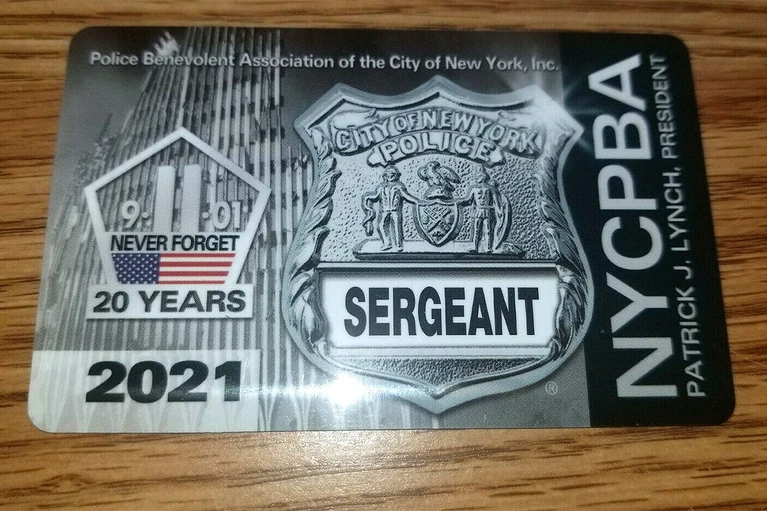 Police Benevolent Association of the City of New York, Inc.
CITY OF NEW YORK
POLICE
9-11-01
NEVER FORGET
20 YEARS
SERGEANT
2021
®
NYCPBA
PATRICK J. LYNCH, PRESIDENT